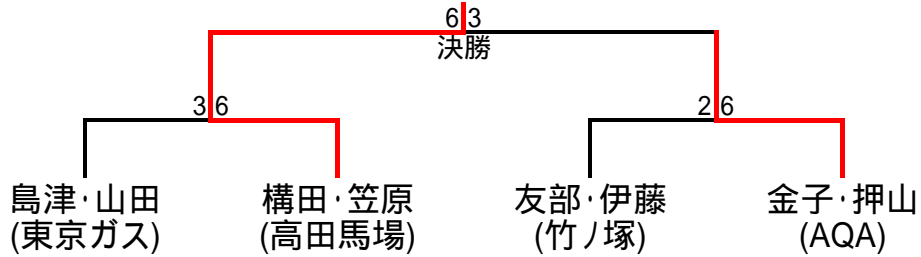 6 3
決勝
3 6
2 6
島津・山田
(東京ガス)
構田・笠原
(高田馬場)
友部・伊藤
(竹ノ塚)
金子・押山
(AQA)